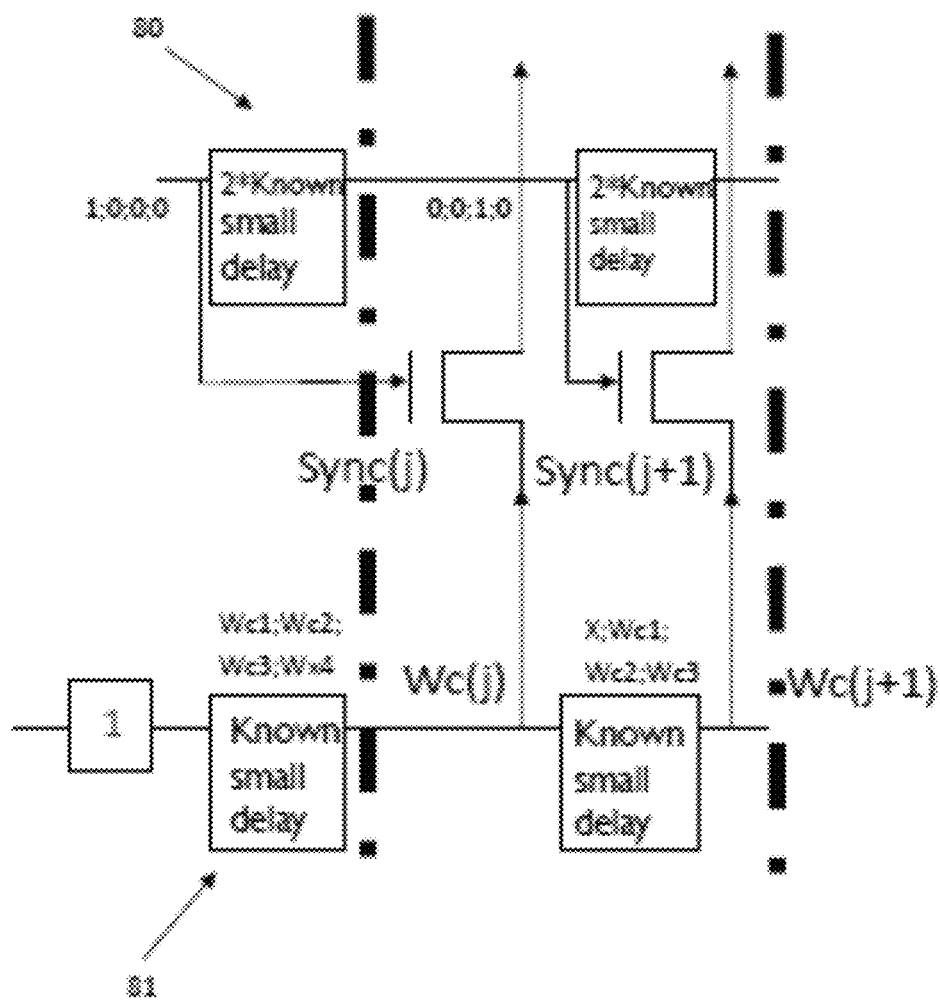 80
2*Known
small
delay
2*Known
small
delay
1;0;0;0
0;0;1;0
Sync(j)
Sync(j+1)
Wc1;Wc2;
Wc3;Wx4
X;Wc1;
Wc2;Wc3
Wc(j)
Wc(j+1)
1
Known
small
delay
Known
small
delay
81